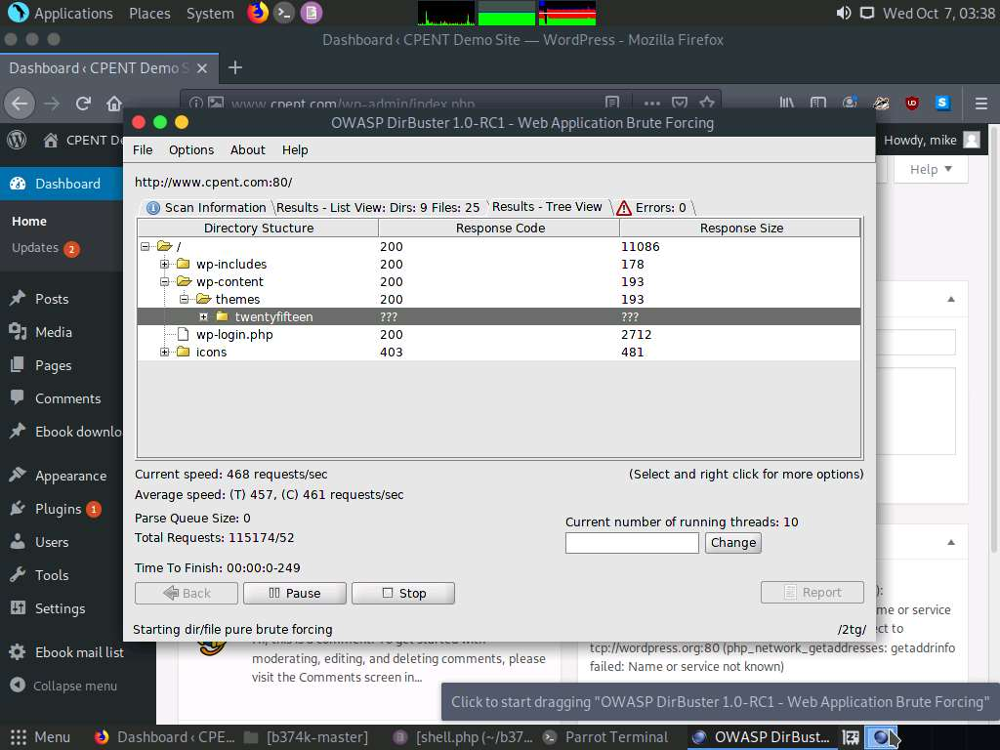 Applications Places System Wed Oct 7, 03:38
Dashboard ‹ CPENT Demo Site — WordPress - Mozilla Firefox
Dashboard ‹ CPENT Demo S
www.cpent.com/wp-admin/index.php
OWASP DirBuster 1.0-RC1 - Web Application Brute Forcing
CPENT De Howdy, mike
File Options About Help
Help
Dashboard
http://www.cpent.com:80/
Scan Information Results - List View: Dirs: 9 Files: 25 Results - Tree View Errors: 0
Home
Updates 2
Directory Stucture Response Code Response Size
/ 200 11086
wp-includes 200 178
wp-content 200 193
themes 200 193
twentyfifteen ??? ???
wp-login.php 200 2712
icons 403 481
Posts
Media
Pages
Comments
Ebook downlo
Appearance
Plugins 1
Users
Tools
Settings
Ebook mail list
Collapse menu
Current speed: 468 requests/sec (Select and right click for more options)
Average speed: (T) 457, (C) 461 requests/sec
Parse Queue Size: 0
Current number of running threads: 10
Total Requests: 115174/52
Change
Time To Finish: 00:00:0-249
Back Pause Stop Report
Starting dir/file pure brute forcing /2tg/
):
me or service
ect to
Hi, this is a comment. To get started with
moderating, editing, and deleting comments, please
visit the Comments screen in...
tcp://wordpress.org:80 (php_network_getaddresses: getaddrinfo
failed: Name or service not known)
Click to start dragging "OWASP DirBuster 1.0-RC1 - Web Application Brute Forcing"
Menu Dashboard ‹ CPE... [b374k-master] [shell.php (~/b37... Parrot Terminal OWASP DirBust...